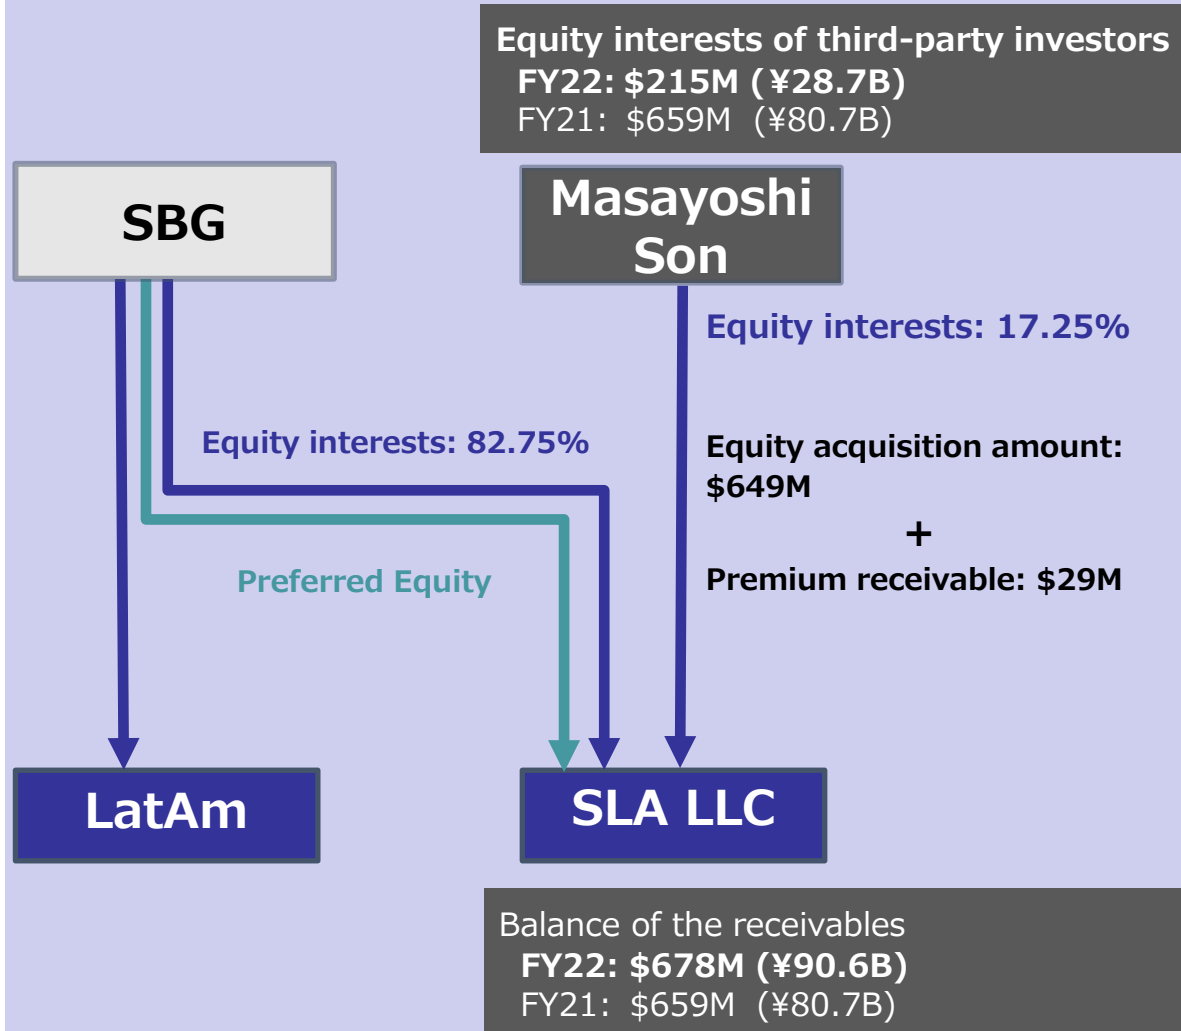 Equity interests of third-party investors
FY22: $215M (¥28.7B)
FY21: $659M (¥80.7B)
SBG
Masayoshi
Son
Equity interests: 17.25%
Equity interests: 82.75%
Equity acquisition amount:
$649M
+
Preferred Equity
Premium receivable: $29M
LatAm
SLA LLC
Balance of the receivables
FY22: $678M (¥90.6B)
FY21: $659M (¥80.7B)